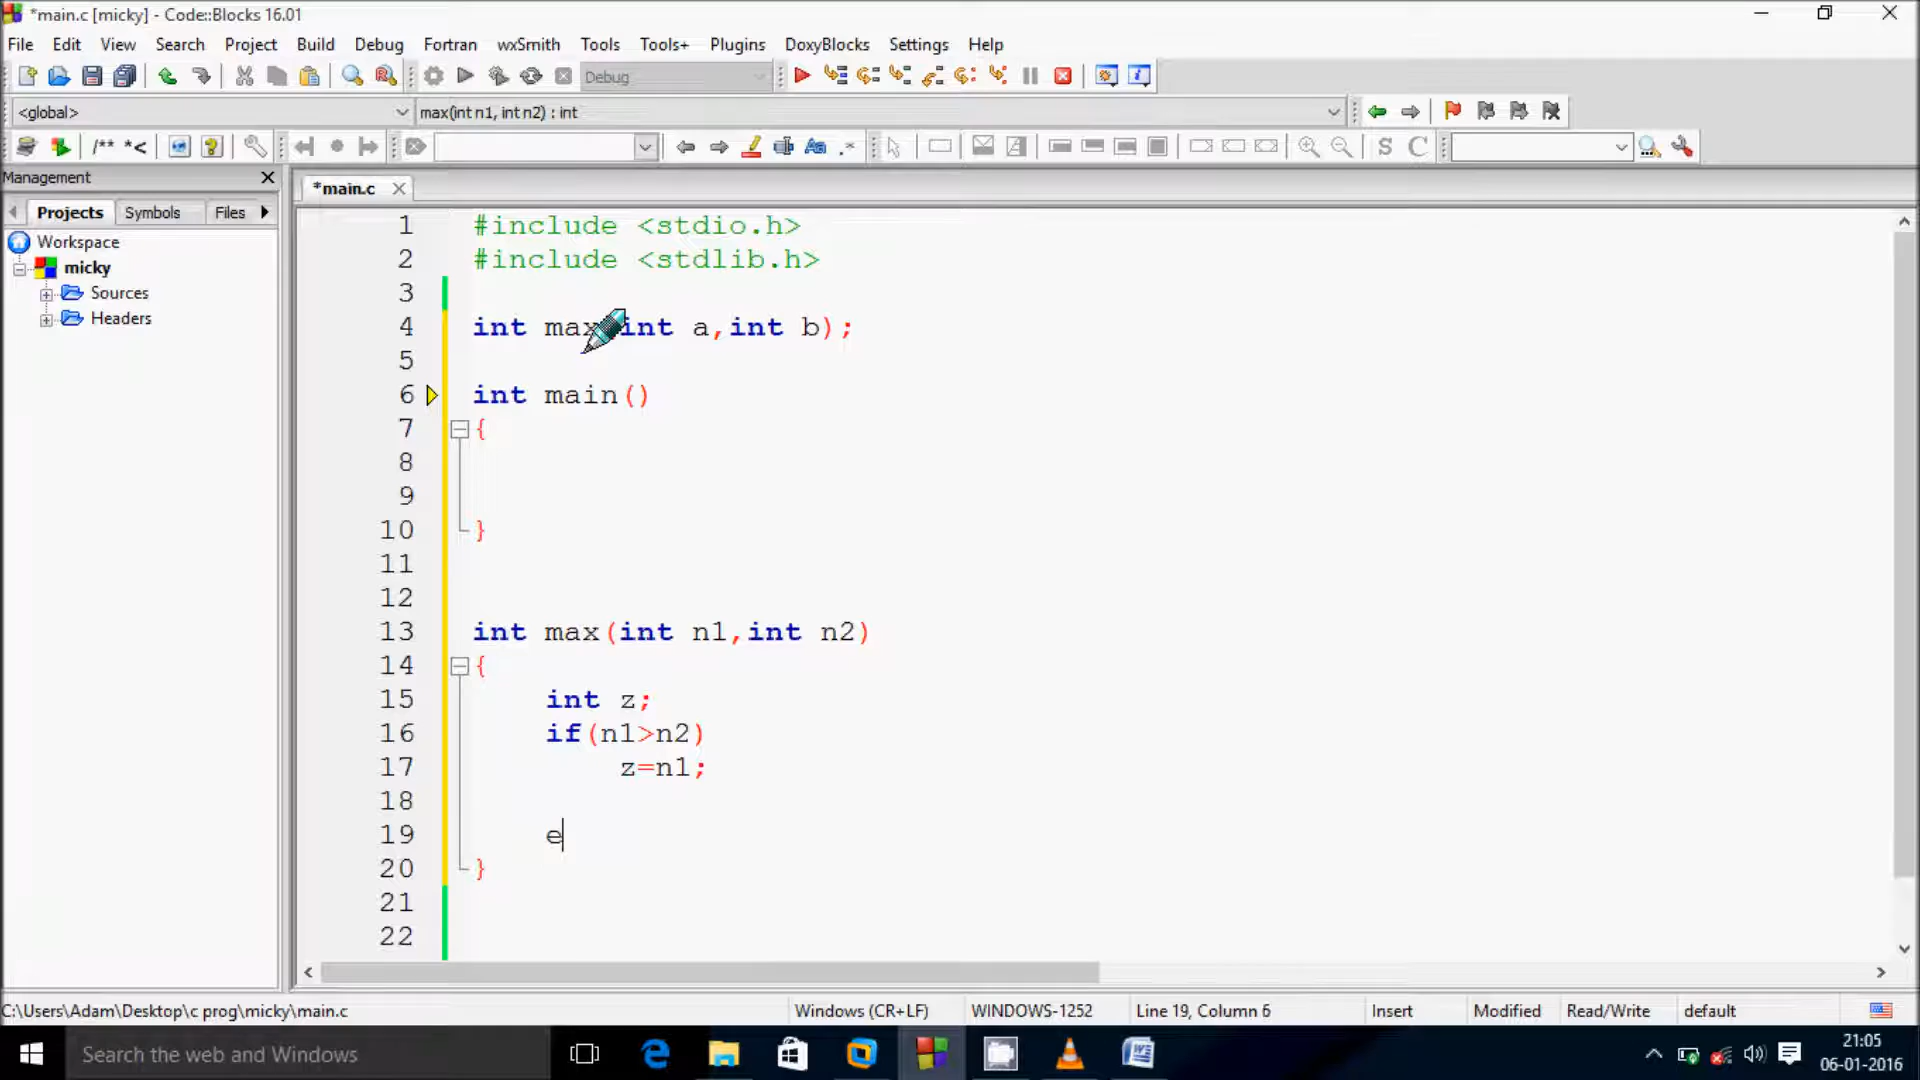 *main.c [micky] - Code::Blocks 16.01
File Edit View Search Project Build Debug Fortran wxSmith Tools Tools+ Plugins DoxyBlocks Settings Help
Debug
<global> max(int n1, int n2) : int
/** *<
Management
*main.c
Projects Symbols Files
Workspace
micky
Sources
Headers
1 #include <stdio.h>
2 #include <stdlib.h>
3
4 int max int a,int b);
5
6 int main()
7 {
8
9
10 }
11
12
13 int max(int n1,int n2)
14 {
15 int z;
16 if(n1>n2)
17 z=n1;
18
19 e
20 }
21
22
C:\Users\Adam\Desktop\c prog\micky\main.c Windows (CR+LF) WINDOWS-1252 Line 19, Column 6 Insert Modified Read/Write default
Search the web and Windows
21:05
06-01-2016